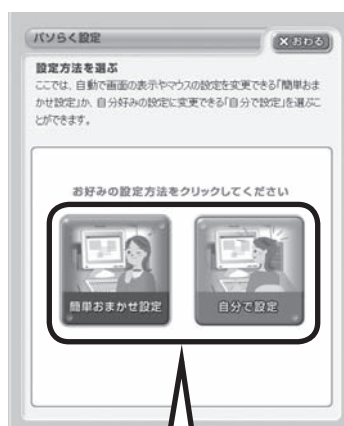 パソらく設定
×おわる
設定方法を選ぶ
ここでは、自動で画面の表示やマウスの設定を変更できる「簡単おま
かせ設定」か、自分好みの設定に変更できる「自分で設定」を選ぶこ
とができます。
お好みの設定方法をクリックしてください
簡単おまかせ設定
自分で設定